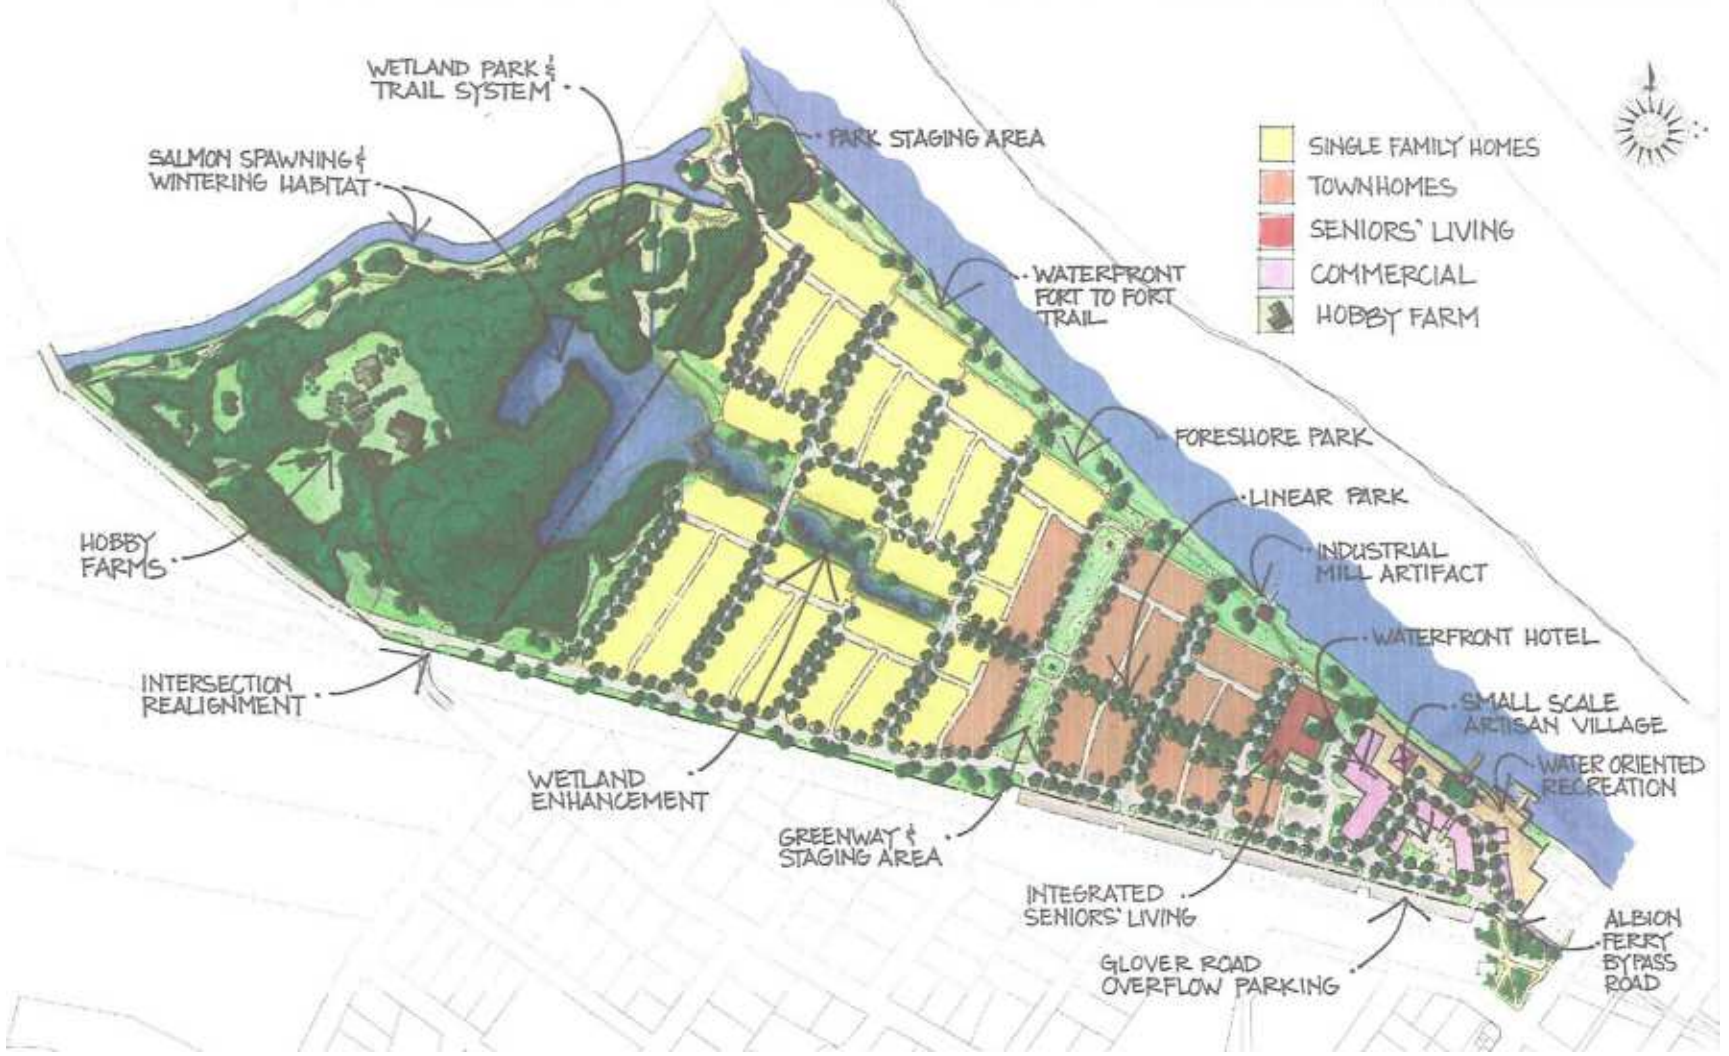 WETLAND PARK &
TRAIL SYSTEM
SALMON SPAWNING &
WINTERING HABITAT
PARK STAGING AREA
SINGLE FAMILY HOMES
TOWNHOMES
SENIORS' LIVING
COMMERCIAL
HOBBY FARM
WATERFRONT
FORT TO FORT
TRAIL
FORESHORE PARK
LINEAR PARK
INDUSTRIAL
MILL ARTIFACT
WATERFRONT HOTEL
SMALL SCALE
ARTISAN VILLAGE
WATER ORIENTED
RECREATION
HOBBY
FARMS
INTERSECTION
REALIGNMENT
WETLAND
ENHANCEMENT
GREENWAY &
STAGING AREA
INTEGRATED
SENIORS' LIVING
GLOVER ROAD
OVERFLOW PARKING
ALBION
FERRY
BYPASS
ROAD